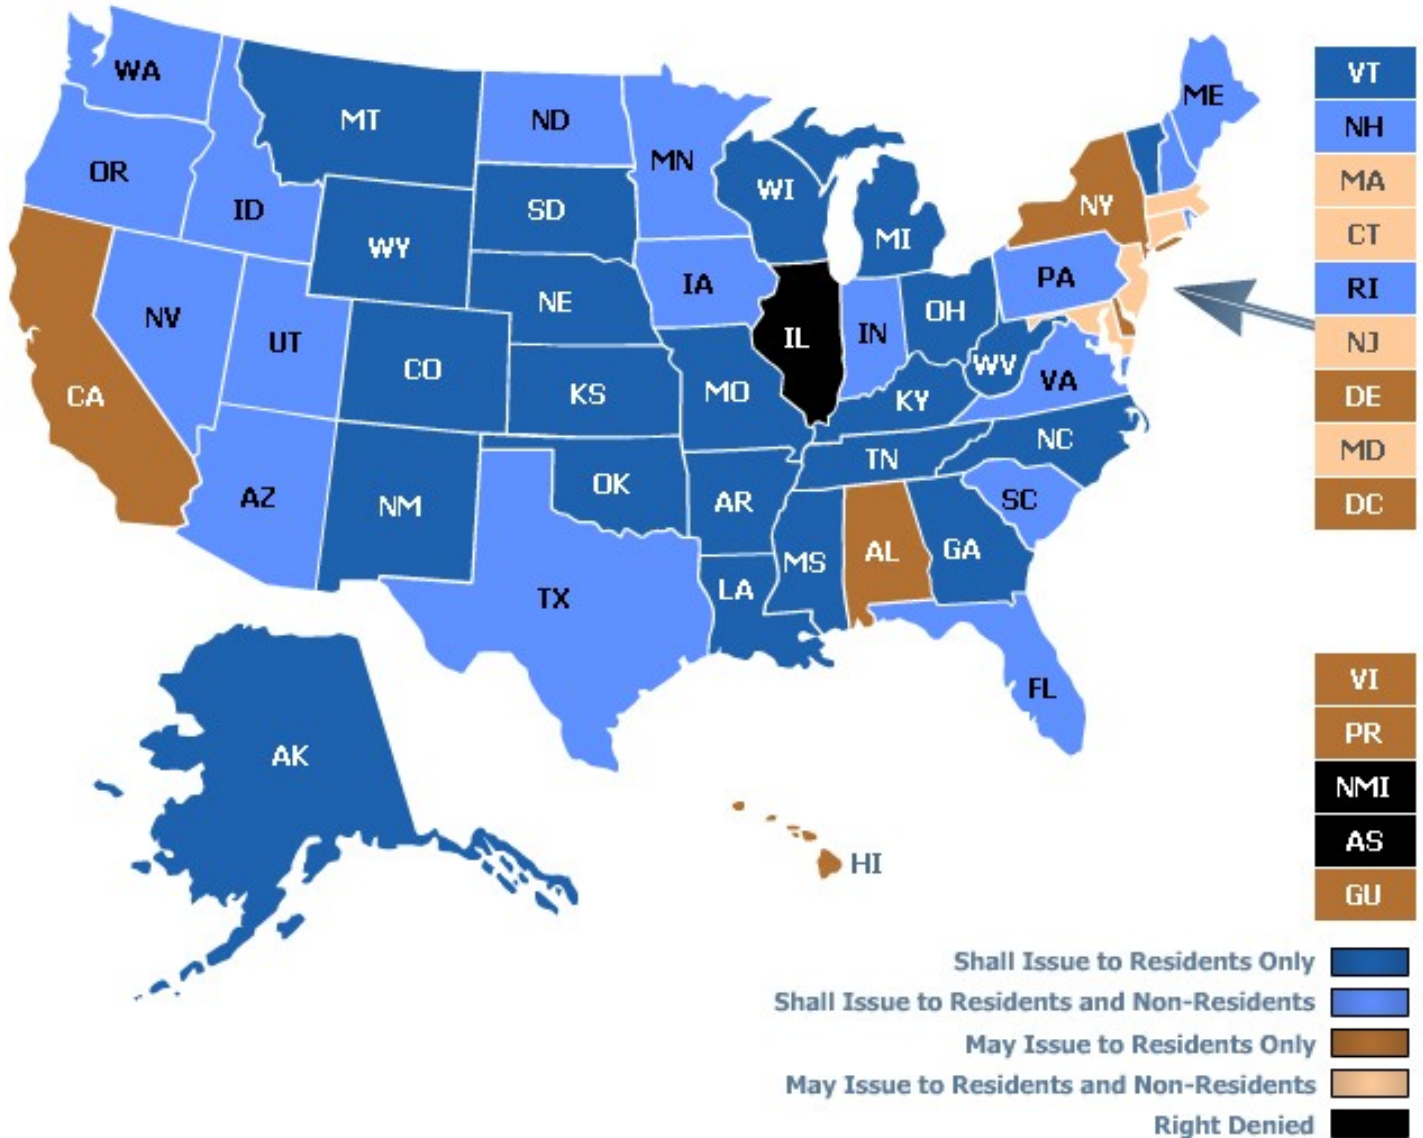 WA
MT
ND
MN
OR
ID
WY
SD
WI
MI
ME
NY
NV
UT
CO
NE
IA
IL
IN
OH
PA
CA
KS
MO
KY
WV
VA
AZ
NM
OK
AR
TN
NC
SC
TX
LA
MS
AL
GA
FL
AK
HI
VT
NH
MA
CT
RI
NJ
DE
MD
DC
VI
PR
NMI
AS
GU
Shall Issue to Residents Only
Shall Issue to Residents and Non-Residents
May Issue to Residents Only
May Issue to Residents and Non-Residents
Right Denied